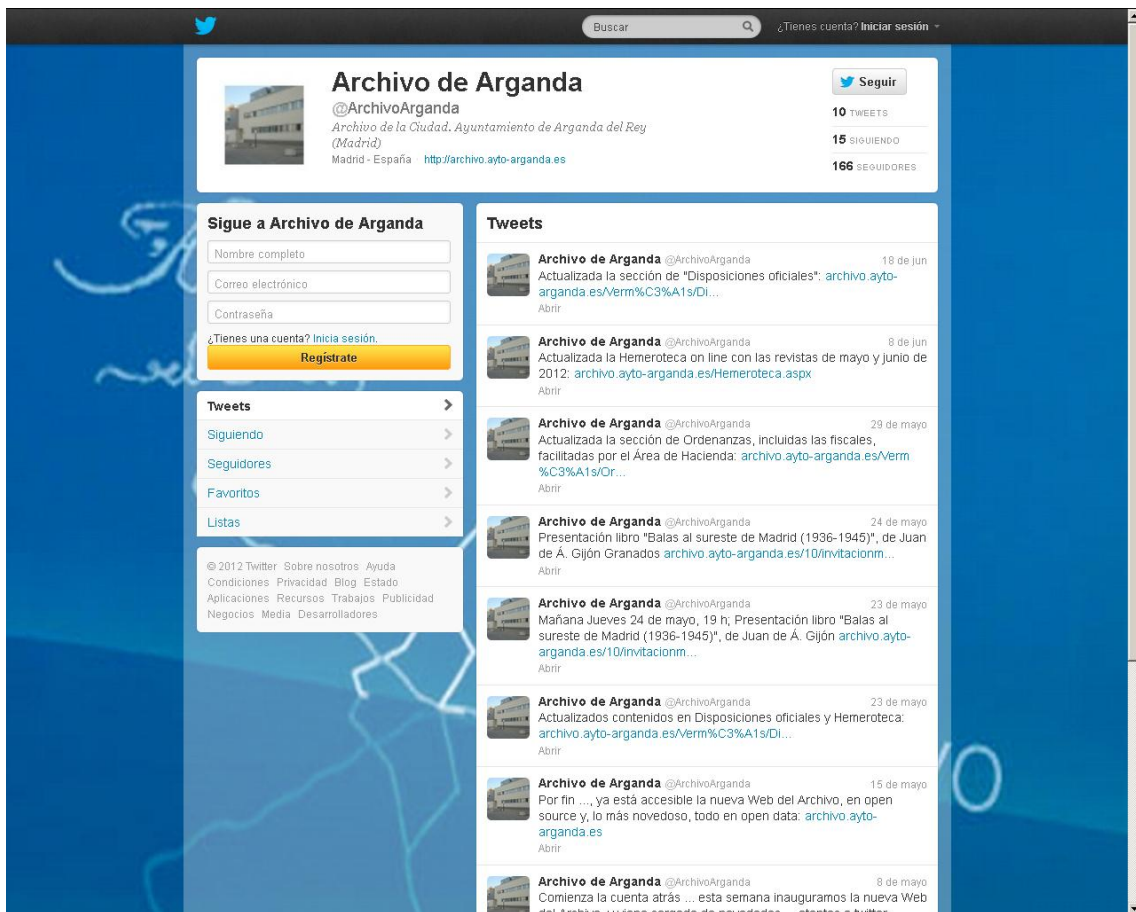 Buscar
¿Tienes cuenta? Iniciar sesión
Archivo de Arganda
@ArchivoArganda
Archivo de la Ciudad. Ayuntamiento de Arganda del Rey
(Madrid)
Madrid - España · http://archivo.ayto-arganda.es
Seguir
10 TWEETS
15 SIGUIENDO
166 SEGUIDORES
Sigue a Archivo de Arganda
Nombre completo
Correo electrónico
Contraseña
¿Tienes una cuenta? Inicia sesión.
Regístrate
Tweets
Siguiendo
Seguidores
Favoritos
Listas
© 2012 Twitter Sobre nosotros Ayuda
Condiciones Privacidad Blog Estado
Aplicaciones Recursos Trabajos Publicidad
Negocios Media Desarrolladores
Tweets
Archivo de Arganda @ArchivoArganda 18 de jun
Actualizada la sección de "Disposiciones oficiales": archivo.ayto-
arganda.es/Verm%C3%A1s/Di...
Abrir
Archivo de Arganda @ArchivoArganda 8 de jun
Actualizada la Hemeroteca on line con las revistas de mayo y junio de
2012: archivo.ayto-arganda.es/Hemeroteca.aspx
Abrir
Archivo de Arganda @ArchivoArganda 29 de mayo
Actualizada la sección de Ordenanzas, incluidas las fiscales,
facilitadas por el Área de Hacienda: archivo.ayto-arganda.es/Verm
%C3%A1s/Or...
Abrir
Archivo de Arganda @ArchivoArganda 24 de mayo
Presentación libro "Balas al sureste de Madrid (1936-1945)", de Juan
de Á. Gijón Granados archivo.ayto-arganda.es/10/invitacionm...
Abrir
Archivo de Arganda @ArchivoArganda 23 de mayo
Mañana Jueves 24 de mayo, 19 h; Presentación libro "Balas al
sureste de Madrid (1936-1945)", de Juan de Á. Gijón archivo.ayto-
arganda.es/10/invitacionm...
Abrir
Archivo de Arganda @ArchivoArganda 23 de mayo
Actualizados contenidos en Disposiciones oficiales y Hemeroteca:
archivo.ayto-arganda.es/Verm%C3%A1s/Di...
Abrir
Archivo de Arganda @ArchivoArganda 15 de mayo
Por fin ..., ya está accesible la nueva Web del Archivo, en open
source y, lo más novedoso, todo en open data: archivo.ayto-
arganda.es
Abrir
Archivo de Arganda @ArchivoArganda 8 de mayo
Comienza la cuenta atrás ... esta semana inauguramos la nueva Web